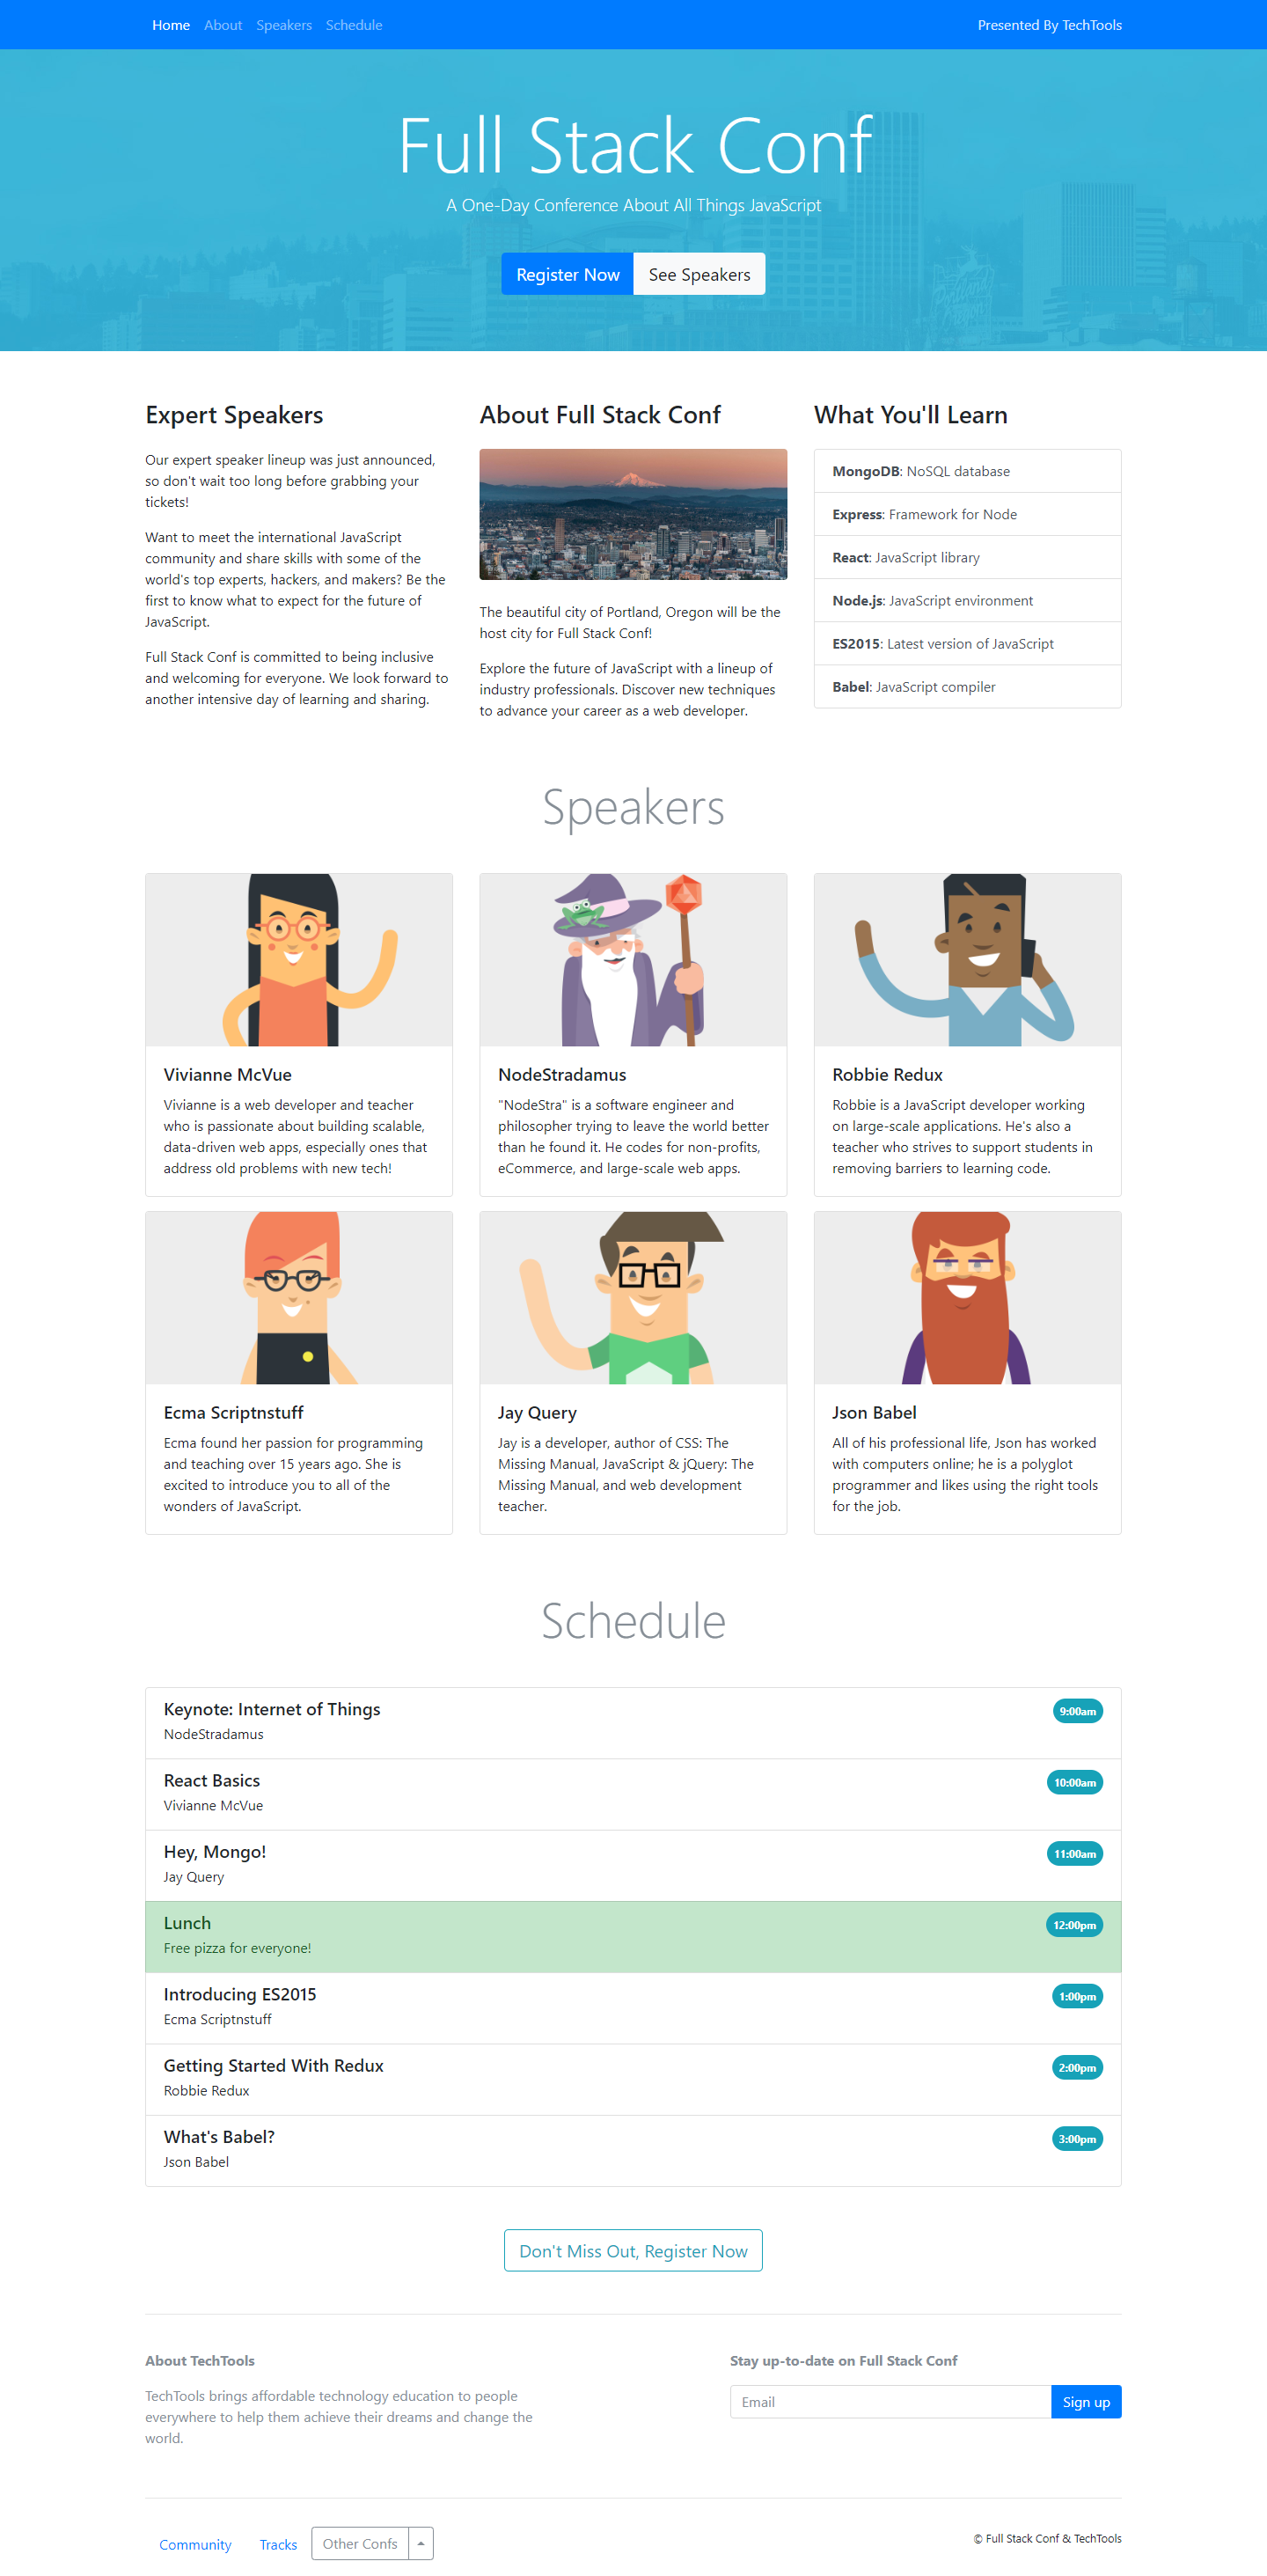 Home About Speakers Schedule Presented By TechTools
Full Stack Conf
A One-Day Conference About All Things JavaScript
Register Now See Speakers
Expert Speakers
Our expert speaker lineup was just announced,
so don't wait too long before grabbing your
tickets!
Want to meet the international JavaScript
community and share skills with some of the
world's top experts, hackers, and makers? Be the
first to know what to expect for the future of
JavaScript.
Full Stack Conf is committed to being inclusive
and welcoming for everyone. We look forward to
another intensive day of learning and sharing.
About Full Stack Conf
The beautiful city of Portland, Oregon will be the
host city for Full Stack Conf!
Explore the future of JavaScript with a lineup of
industry professionals. Discover new techniques
to advance your career as a web developer.
What You'll Learn
MongoDB: NoSQL database
Express: Framework for Node
React: JavaScript library
Node.js: JavaScript environment
ES2015: Latest version of JavaScript
Babel: JavaScript compiler
Speakers
Vivianne McVue
Vivianne is a web developer and teacher
who is passionate about building scalable,
data-driven web apps, especially ones that
address old problems with new tech!
NodeStradamus
"NodeStra" is a software engineer and
philosopher trying to leave the world better
than he found it. He codes for non-profits,
eCommerce, and large-scale web apps.
Robbie Redux
Robbie is a JavaScript developer working
on large-scale applications. He's also a
teacher who strives to support students in
removing barriers to learning code.
Ecma Scriptnstuff
Ecma found her passion for programming
and teaching over 15 years ago. She is
excited to introduce you to all of the
wonders of JavaScript.
Jay Query
Jay is a developer, author of CSS: The
Missing Manual, JavaScript & jQuery: The
Missing Manual, and web development
teacher.
Json Babel
All of his professional life, Json has worked
with computers online; he is a polyglot
programmer and likes using the right tools
for the job.
Schedule
Keynote: Internet of Things 9:00am
NodeStradamus
React Basics 10:00am
Vivianne McVue
Hey, Mongo! 11:00am
Jay Query
Lunch 12:00pm
Free pizza for everyone!
Introducing ES2015 1:00pm
Ecma Scriptnstuff
Getting Started With Redux 2:00pm
Robbie Redux
What's Babel? 3:00pm
Json Babel
Don't Miss Out, Register Now
About TechTools
TechTools brings affordable technology education to people
everywhere to help them achieve their dreams and change the
world.
Stay up-to-date on Full Stack Conf
Email Sign up
Community Tracks Other Confs © Full Stack Conf & TechTools